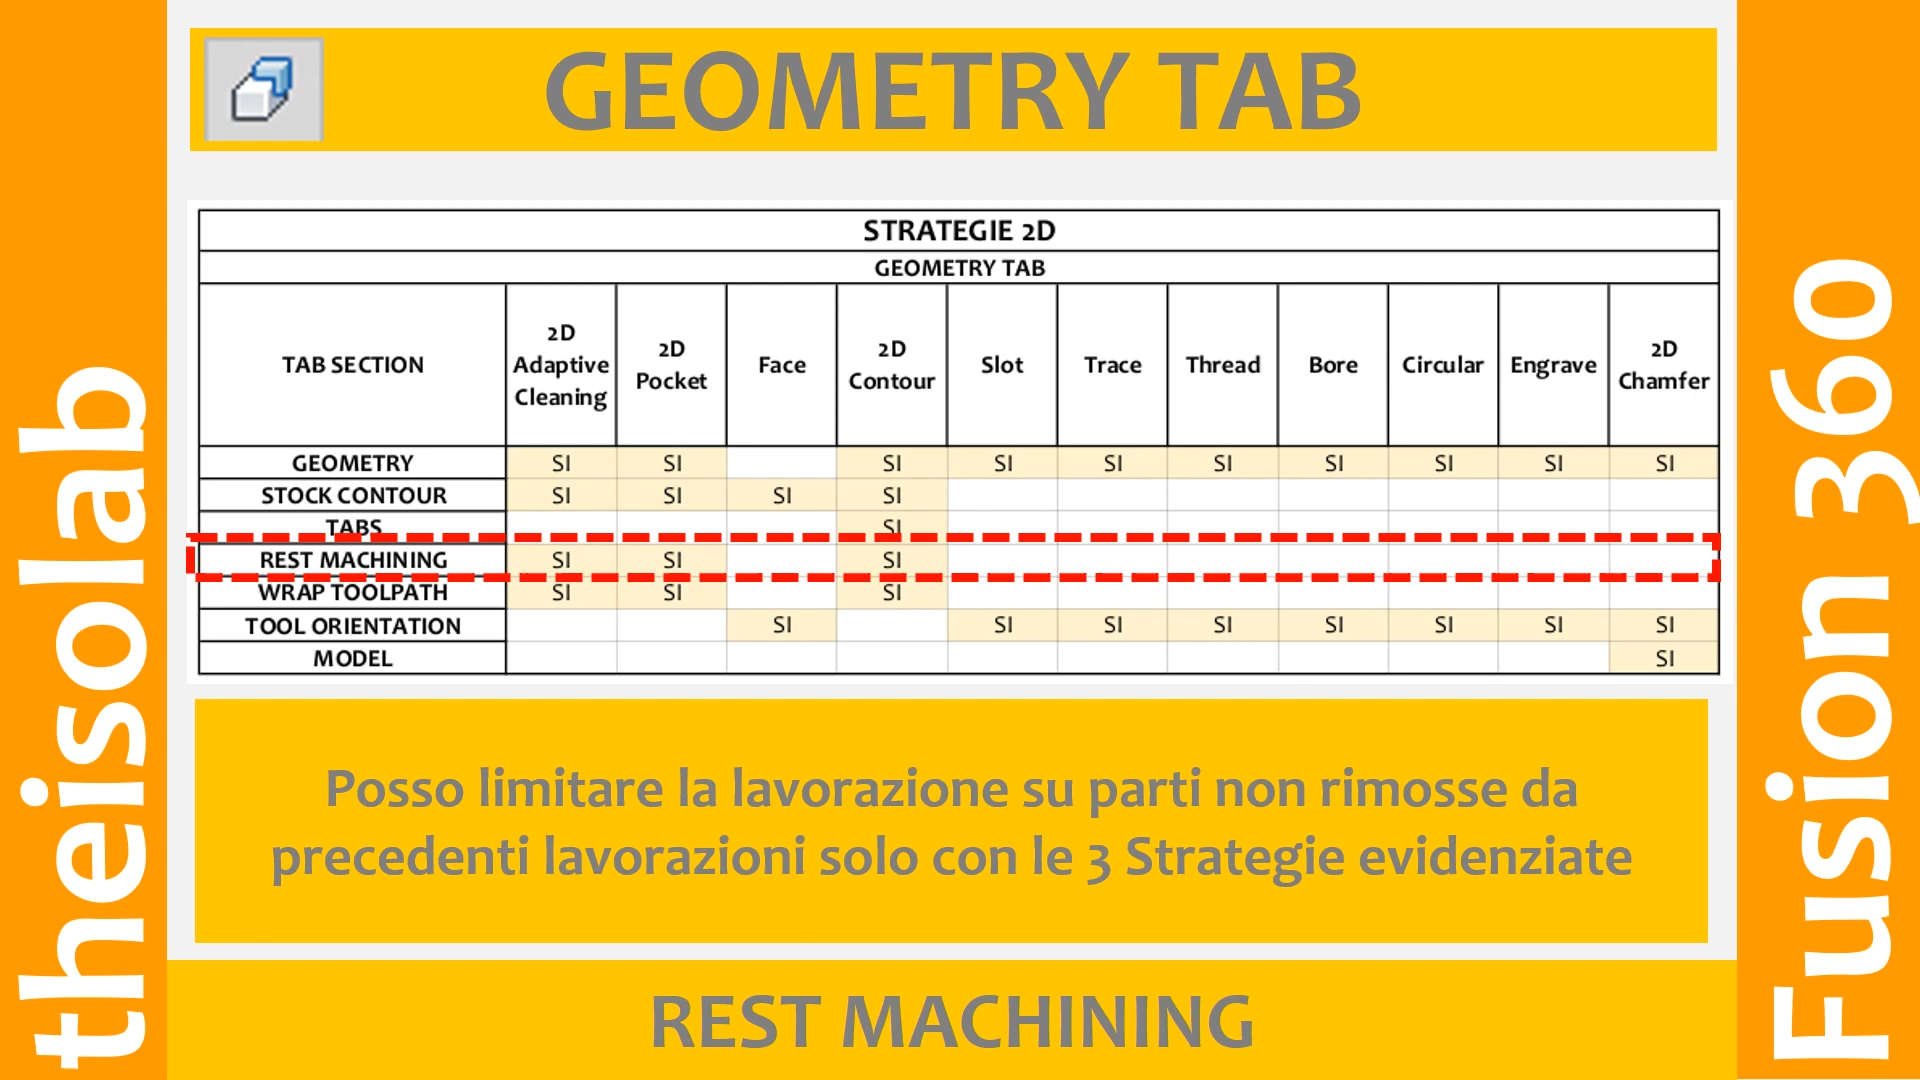 GEOMETRY TAB
theisolab
STRATEGIE 2D
GEOMETRY TAB
TAB SECTION 2D Adaptive Cleaning 2D Pocket Face 2D Contour Slot Trace Thread Bore Circular Engrave 2D Chamfer
GEOMETRY SI SI SI SI SI SI SI SI SI SI
STOCK CONTOUR SI SI SI SI
TABS SI
REST MACHINING SI SI SI
WRAP TOOLPATH SI SI SI
TOOL ORIENTATION SI SI SI SI SI SI SI SI
MODEL SI
Posso limitare la lavorazione su parti non rimosse da
precedenti lavorazioni solo con le 3 Strategie evidenziate
REST MACHINING
Fusion 360